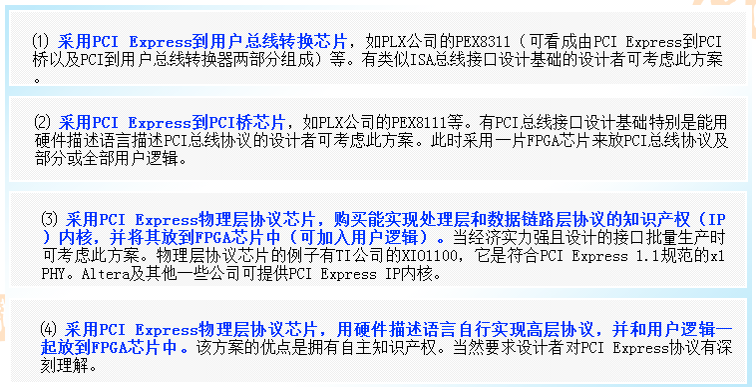 ⑴ 采用PCI Express到用户总线转换芯片，如PLX公司的PEX8311（可看成由PCI Express到PCI
桥以及PCI到用户总线转换器两部分组成）等。有类似ISA总线接口设计基础的设计者可考虑此方案
。
⑵ 采用PCI Express到PCI桥芯片，如PLX公司的PEX8111等。有PCI总线接口设计基础特别是能用
硬件描述语言描述PCI总线协议的设计者可考虑此方案。此时采用一片FPGA芯片来放PCI总线协议及
部分或全部用户逻辑。
⑶ 采用PCI Express物理层协议芯片，购买能实现处理层和数据链路层协议的知识产权（IP
）内核，并将其放到FPGA芯片中（可加入用户逻辑）。当经济实力强且设计的接口批量生产时
可考虑此方案。物理层协议芯片的例子有TI公司的XIO1100，它是符合PCI Express 1.1规范的x1
PHY。Altera及其他一些公司可提供PCI Express IP内核。
⑷ 采用PCI Express物理层协议芯片，用硬件描述语言自行实现高层协议，并和用户逻辑一
起放到FPGA芯片中。该方案的优点是拥有自主知识产权。当然要求设计者对PCI Express协议有深
刻理解。